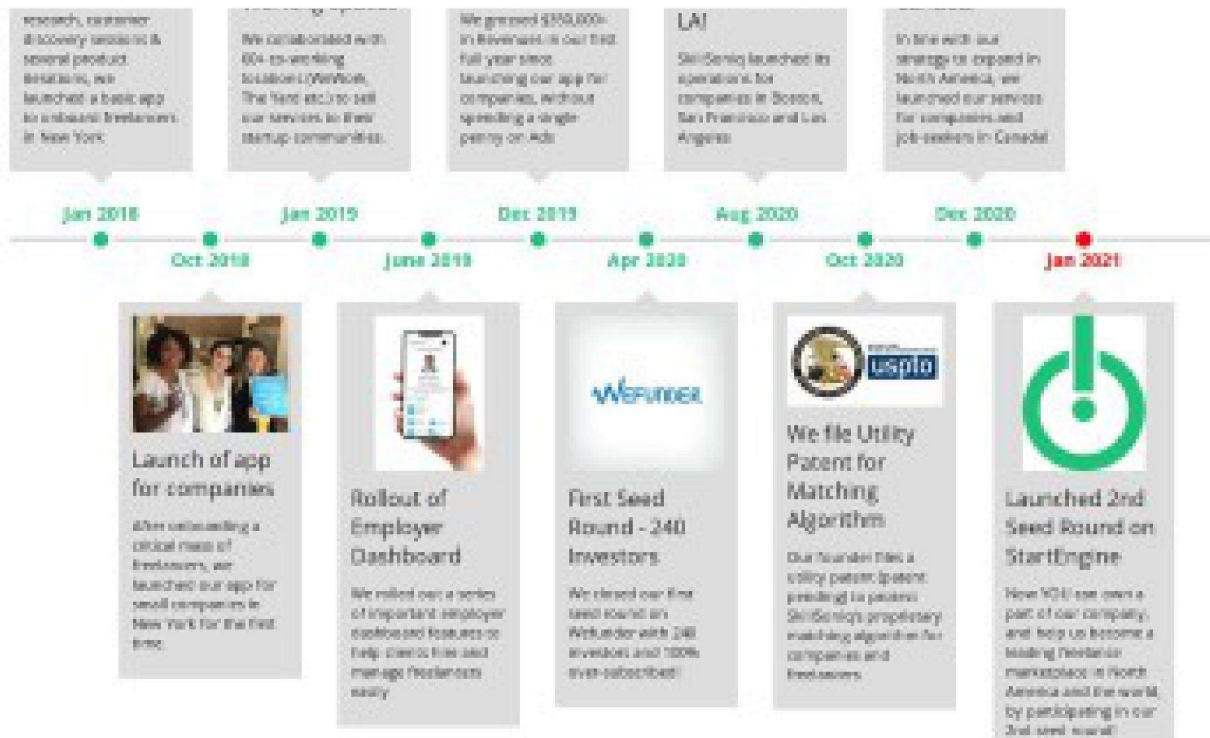 research, customer
discovery sessions &
several product
iterations, we
launched a basic app
to onboard freelancers
in New York
We collaborated with
60+ co-working
locations (WeWork,
The Yard etc.) to sell
our services to their
startup communities.
We grossed
in Revenues in our first
full year since
launching our app for
companies, without
spending a single
penny on Ads
LA!
SkillSoniq launched its
operations for
companies in Boston,
San Francisco and Los
Angeles
In line with our
strategy to expand in
North America, we
launched our services
for companies and
job-seekers in Canada!
Jan 2018
Jan 2019
Dec 2019
Aug 2020
Dec 2020
Oct 2018
June 2019
Apr 2020
Oct 2020
Jan 2021
Launch of app
for companies
After onboarding a
critical mass of
freelancers, we
launched our app for
small companies in
New York for the first
time.
Rollout of
Employer
Dashboard
We rolled out a series
of important employer
dashboard features to
help clients hire and
manage freelancers
easily
WEFUNDER
First Seed
Round - 240
Investors
We closed our first
seed round on
Wefunder with 240
investors and 100%
over-subscribed!
uspto
We file Utility
Patent for
Matching
Algorithm
Our founder files a
utility patent (patent
pending) to protect
SkillSoniq's proprietary
matching algorithm for
companies and
freelancers
Launched 2nd
Seed Round on
StartEngine
Now YOU can own a
part of our company,
and help us become a
leading freelance
marketplace in North
America and the world,
by participating in our
2nd seed round!